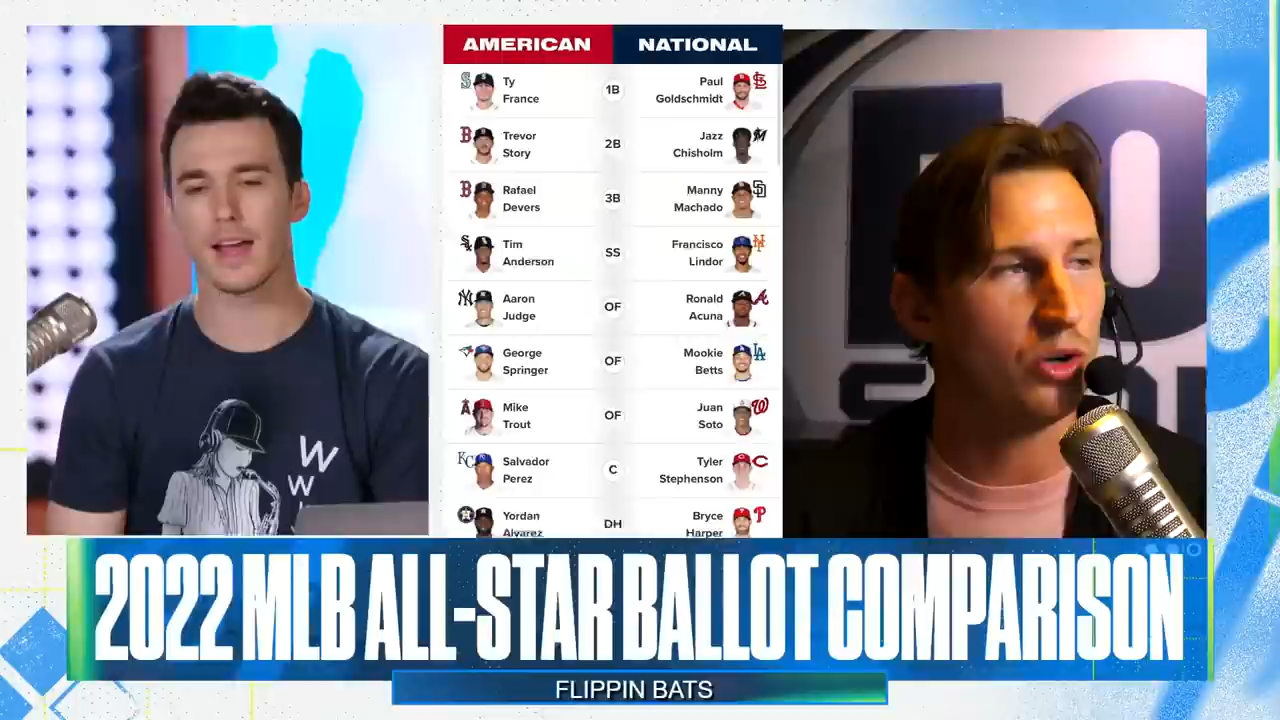 AMERICAN NATIONAL
Ty
France
1B
Paul
Goldschmidt
Trevor
Story
2B
Jazz
Chisholm
Rafael
Devers
3B
Manny
Machado
Tim
Anderson
SS
Francisco
Lindor
Aaron
Judge
OF
Ronald
Acuna
George
Springer
OF
Mookie
Betts
Mike
Trout
OF
Juan
Soto
Salvador
Perez
C
Tyler
Stephenson
Yordan
Alvarez
DH
Bryce
Harper
W
W
2022 MLB ALL-STAR BALLOT COMPARISON
FLIPPIN BATS